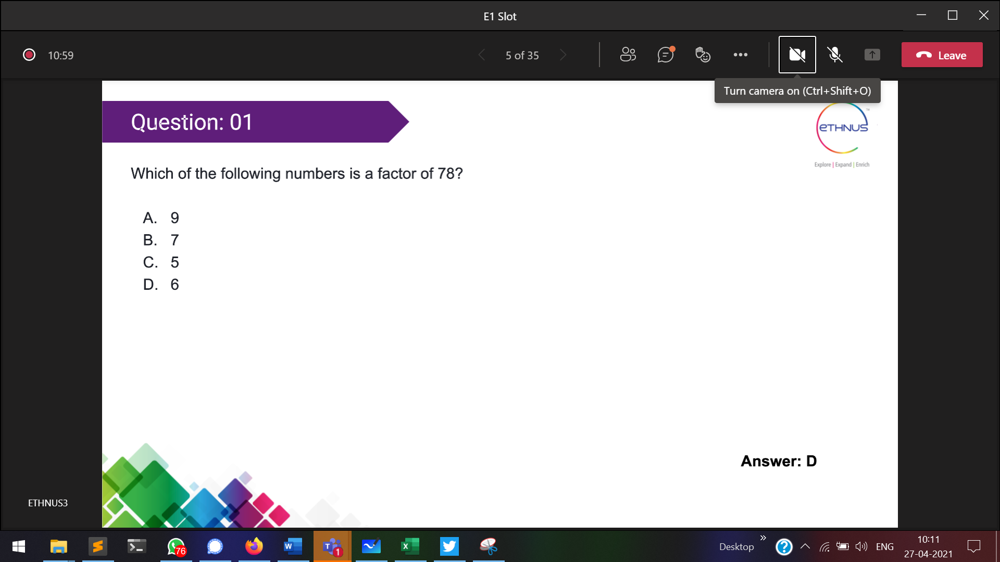 E1 Slot
10:59
5 of 35
Leave
Turn camera on (Ctrl+Shift+O)
Question: 01
eTHNUS
TM
Explore | Expand | Enrich
Which of the following numbers is a factor of 78?
A. 9
B. 7
C. 5
D. 6
Answer: D
ETHNUS3
76
W
T
1
X
Desktop
»
?
ENG
10:11
27-04-2021